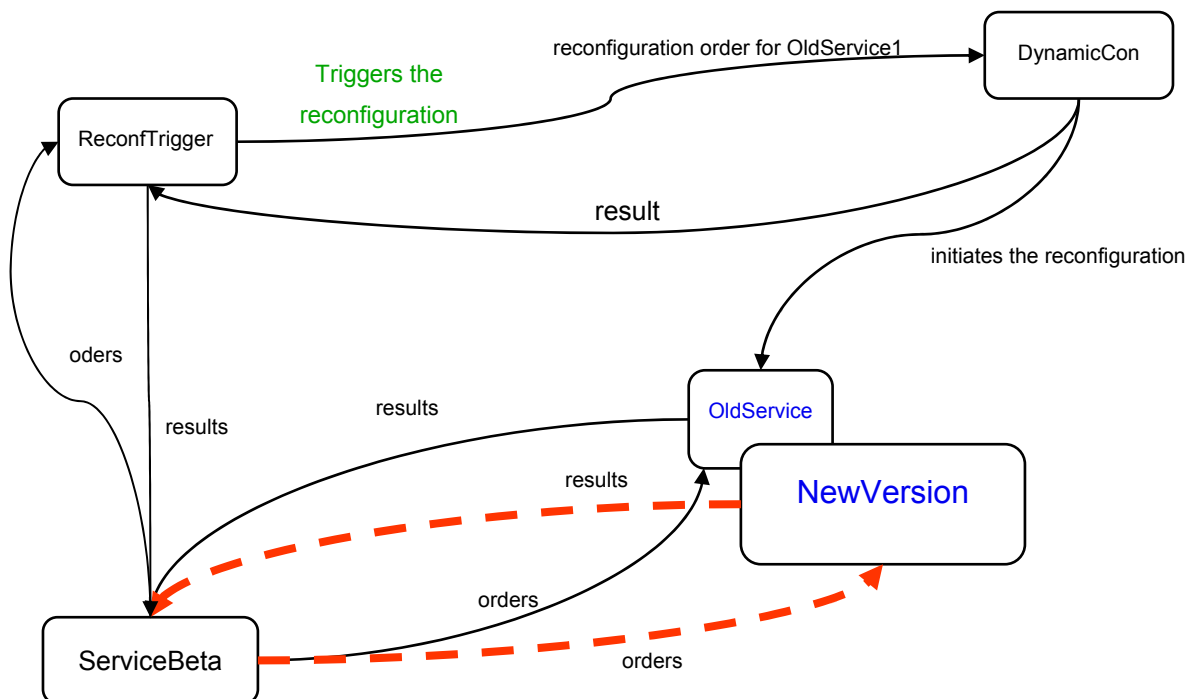 reconfiguration order for OldService1
DynamicCon
Triggers the
reconfiguration
ReconfTrigger
result
initiates the reconfiguration
oders
results
results
OldService
results
NewVersion
orders
ServiceBeta
orders